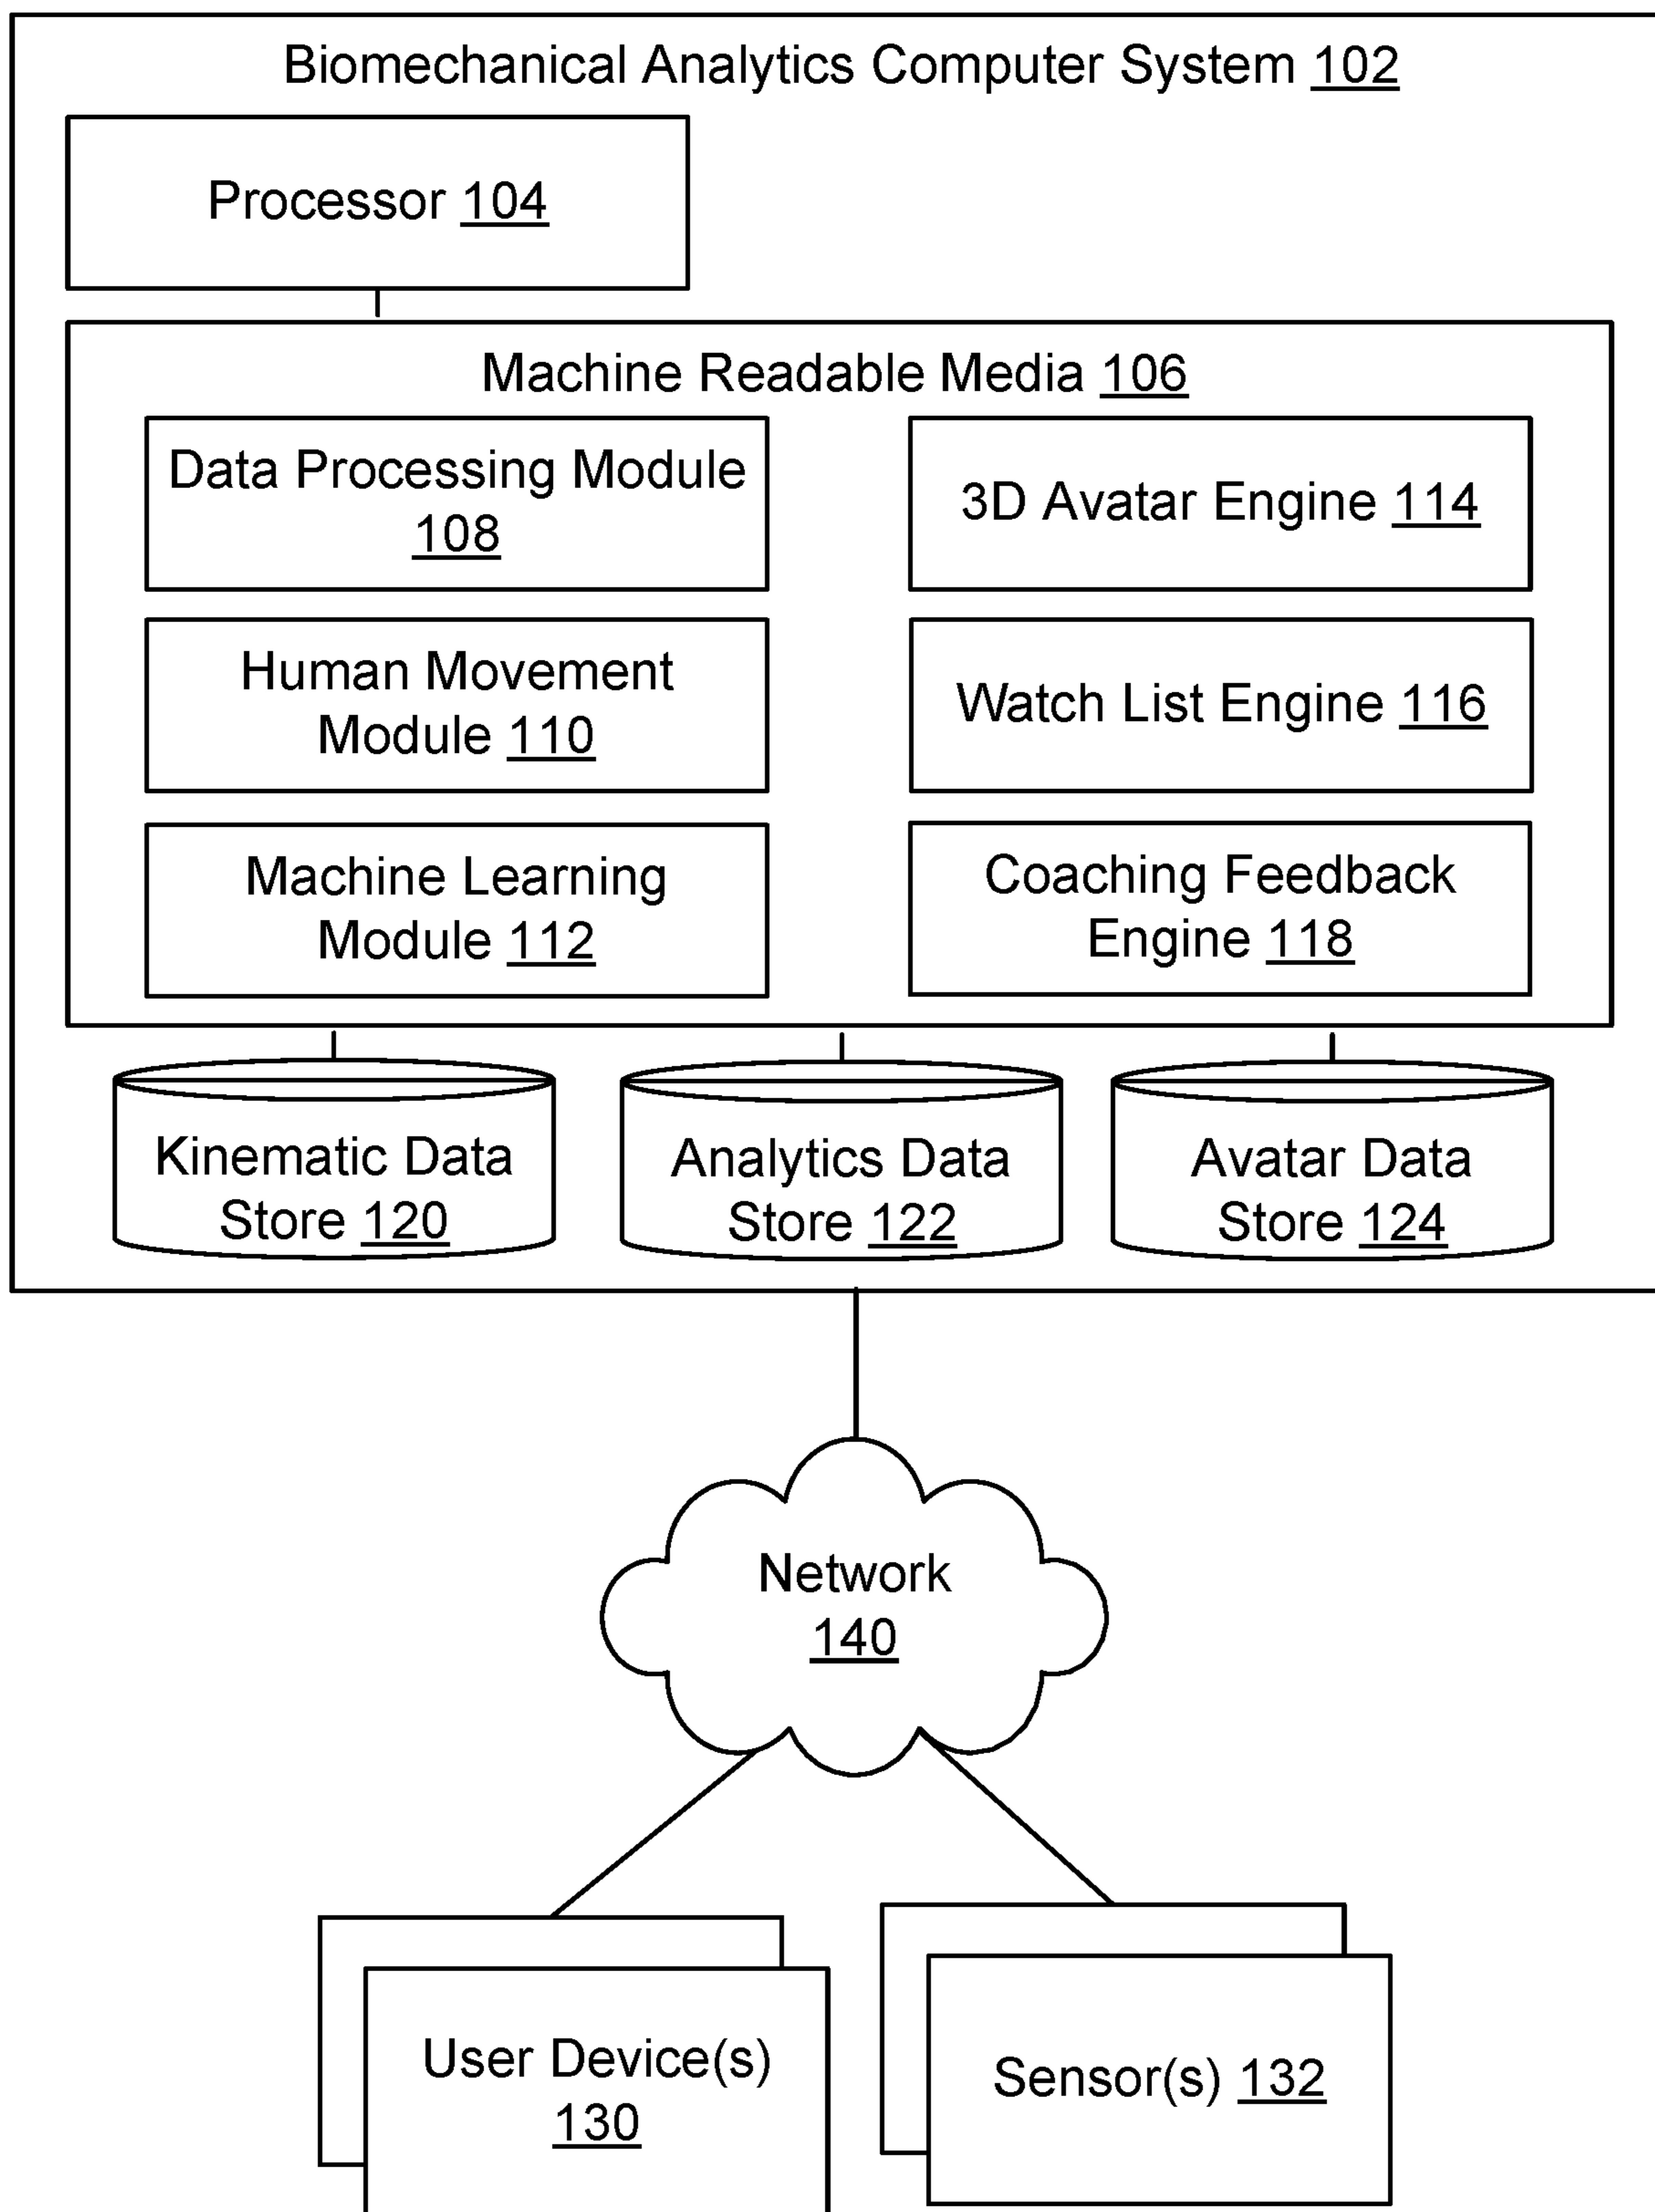 Biomechanical Analytics Computer System 102
Processor 104
Machine Readable Media 106
Data Processing Module
108
Human Movement
Module 110
Machine Learning
Module 112
3D Avatar Engine 114
Watch List Engine 116
Coaching Feedback
Engine 118
Kinematic Data
Store 120
Analytics Data
Store 122
Avatar Data
Store 124
Network
140
User Device(s)
130
Sensor(s) 132